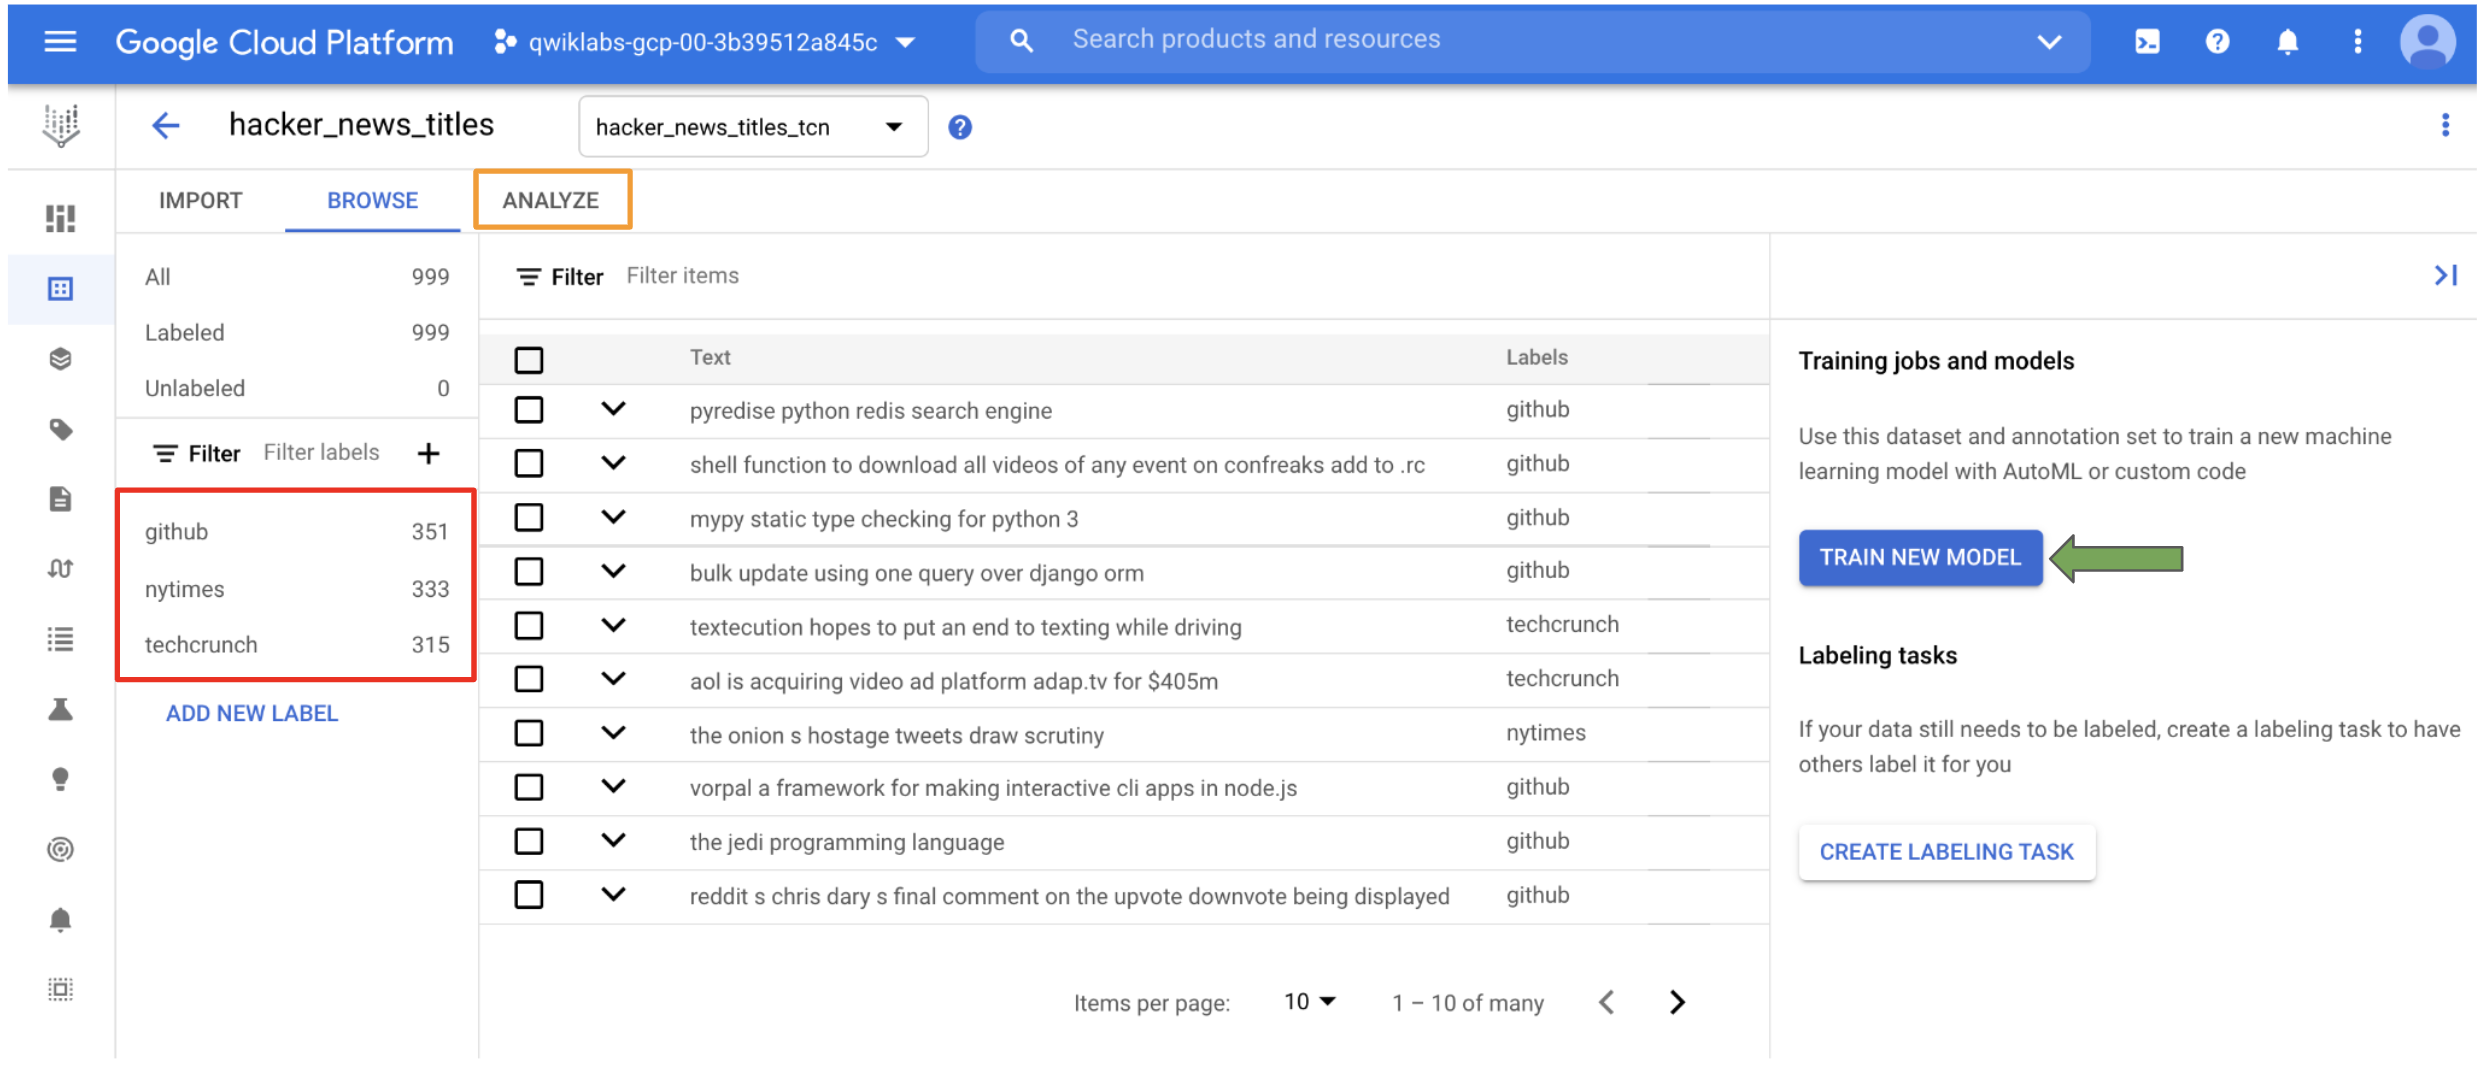 Google Cloud Platform
qwiklabs-gcp-00-3b39512a845c
Search products and resources
hacker_news_titles
hacker_news_titles_tcn
IMPORT
BROWSE
ANALYZE
All 999
Labeled 999
Unlabeled 0
Filter Filter labels
github 351
nytimes 333
techcrunch 315
ADD NEW LABEL
Filter Filter items
Text Labels
pyredise python redis search engine github
shell function to download all videos of any event on confreaks add to .rc github
mypy static type checking for python 3 github
bulk update using one query over django orm github
textecution hopes to put an end to texting while driving techcrunch
aol is acquiring video ad platform adap.tv for $405m techcrunch
the onion s hostage tweets draw scrutiny nytimes
vorpal a framework for making interactive cli apps in node.js github
the jedi programming language github
reddit s chris dary s final comment on the upvote downvote being displayed github
Items per page: 10 1 – 10 of many
Training jobs and models
Use this dataset and annotation set to train a new machine
learning model with AutoML or custom code
TRAIN NEW MODEL
Labeling tasks
If your data still needs to be labeled, create a labeling task to have
others label it for you
CREATE LABELING TASK